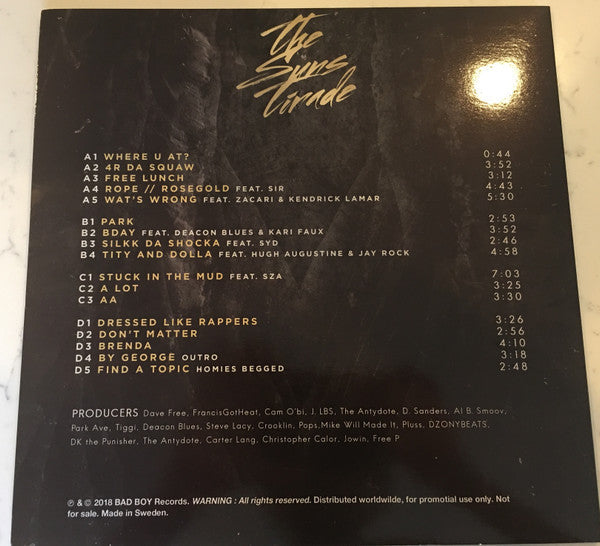 The
Suns
Tirade
A1 WHERE U AT? 0:44
A2 4R DA SQUAW 3:52
A3 FREE LUNCH 3:12
A4 ROPE // ROSEGOLD FEAT. SIR 4:43
A5 WAT'S WRONG FEAT. ZACARI & KENDRICK LAMAR 5:30
B1 PARK 2:53
B2 BDAY FEAT. DEACON BLUES & KARI FAUX 3:52
B3 SILKK DA SHOCKA FEAT. SYD 2:46
B4 TITY AND DOLLA FEAT. HUGH AUGUSTINE & JAY ROCK 4:58
C1 STUCK IN THE MUD FEAT. SZA 7:03
C2 A LOT 3:25
C3 AA 3:30
D1 DRESSED LIKE RAPPERS 3:26
D2 DON'T MATTER 2:56
D3 BRENDA 4:10
D4 BY GEORGE OUTRO 3:18
D5 FIND A TOPIC HOMIES BEGGED 2:48
PRODUCERS Dave Free, FrancisGotHeat, Cam O'bi, J. LBS, The Antydote, D. Sanders, Al B. Smoov,
Park Ave, Tiggi, Deacon Blues, Steve Lacy, Crooklin, Pops,Mike Will Made It, Pluss, DZONYBEATS,
DK the Punisher, The Antydote, Carter Lang, Christopher Calor, Jowin, Free P
℗ & © 2018 BAD BOY Records. WARNING : All rights reserved. Distributed worldwilde, for promotial use only. Not
for sale. Made in Sweden.